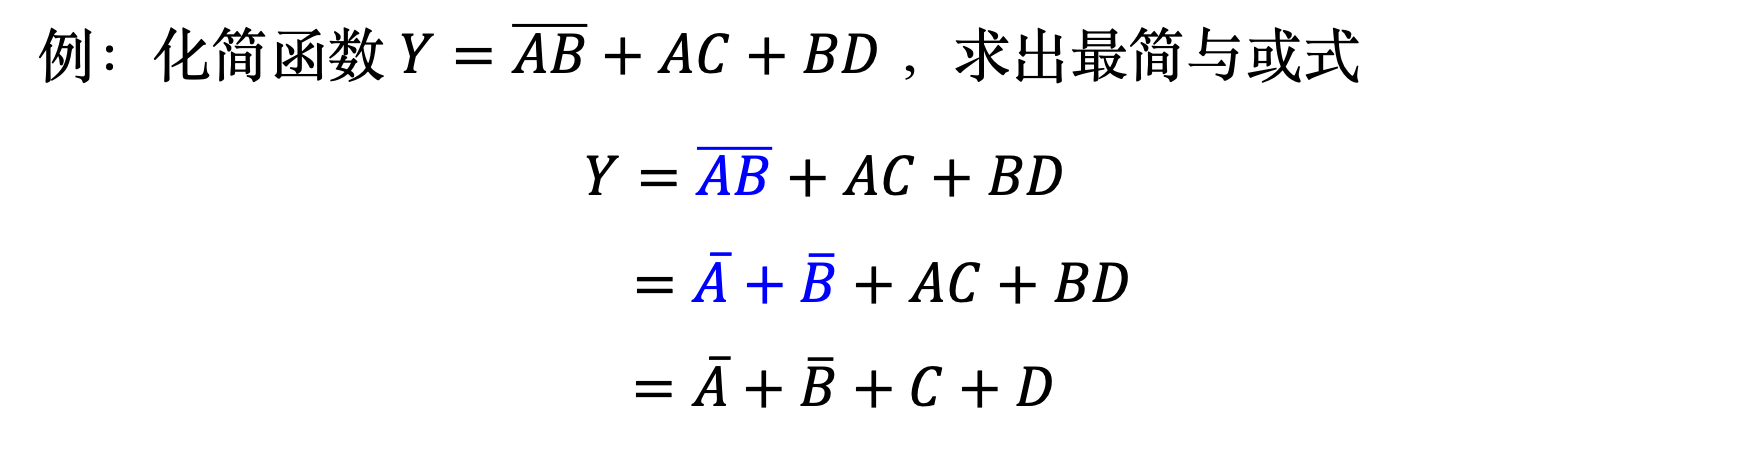 例：化简函数 $Y = \overline{AB} + AC + BD$ ，求出最简与或式
$Y = \overline{AB} + AC + BD$
$= \bar{A} + \bar{B} + AC + BD$
$= \bar{A} + \bar{B} + C + D$